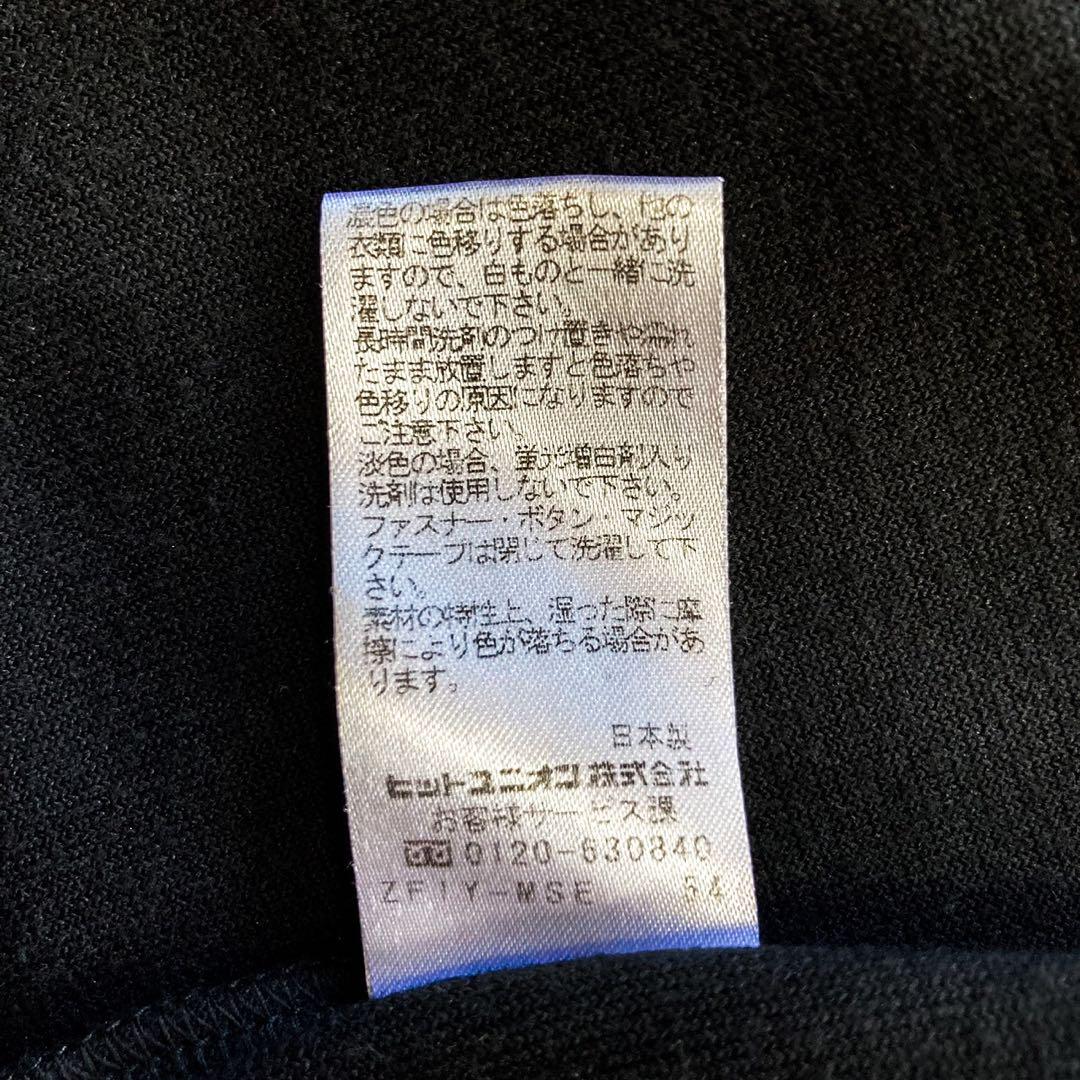 濃色の場合は色落ちし、他の
衣類に色移りする場合があり
ますので、白ものと一緒に洗
濯しないで下さい。
長時間洗剤のつけ置きや濡れ
たまま放置しますと色落ちや
色移りの原因になりますので
ご注意下さい。
淡色の場合、蛍光増白剤入り
洗剤は使用しないで下さい。
ファスナー・ボタン・マジッ
クテープは閉じて洗濯して下
さい。
素材の特性上、湿った際に摩
擦により色が落ちる場合があ
ります。
日本製
ヒットユニオン株式会社
お客様サービス課
0120-630840
54